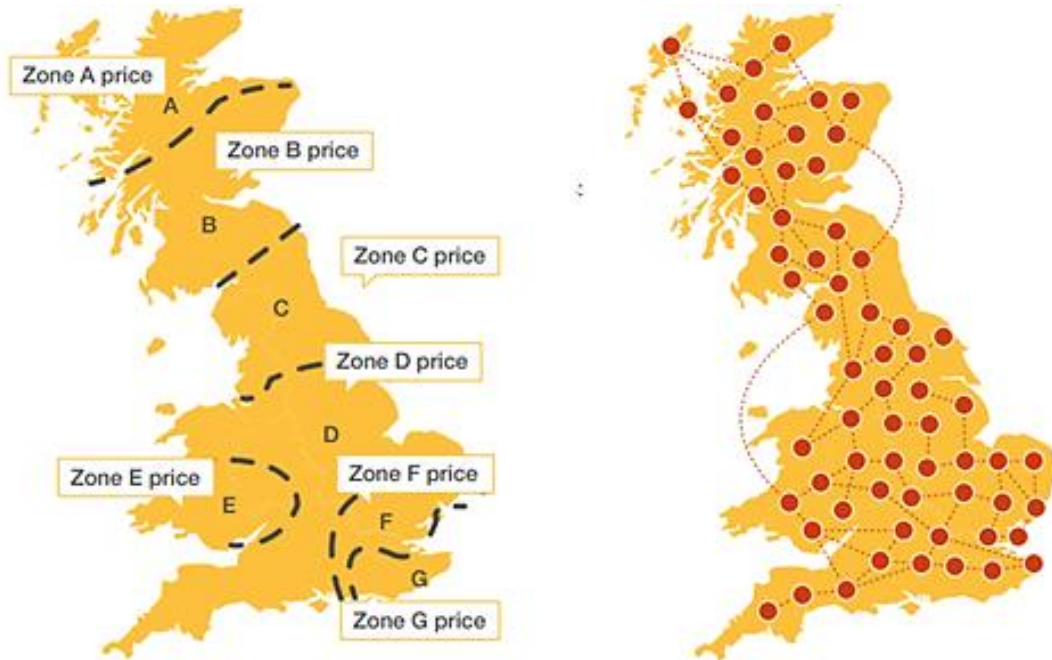 Zone A price
A
Zone B price
B
Zone C price
C
Zone D price
D
Zone E price
E
Zone F price
F
G
Zone G price